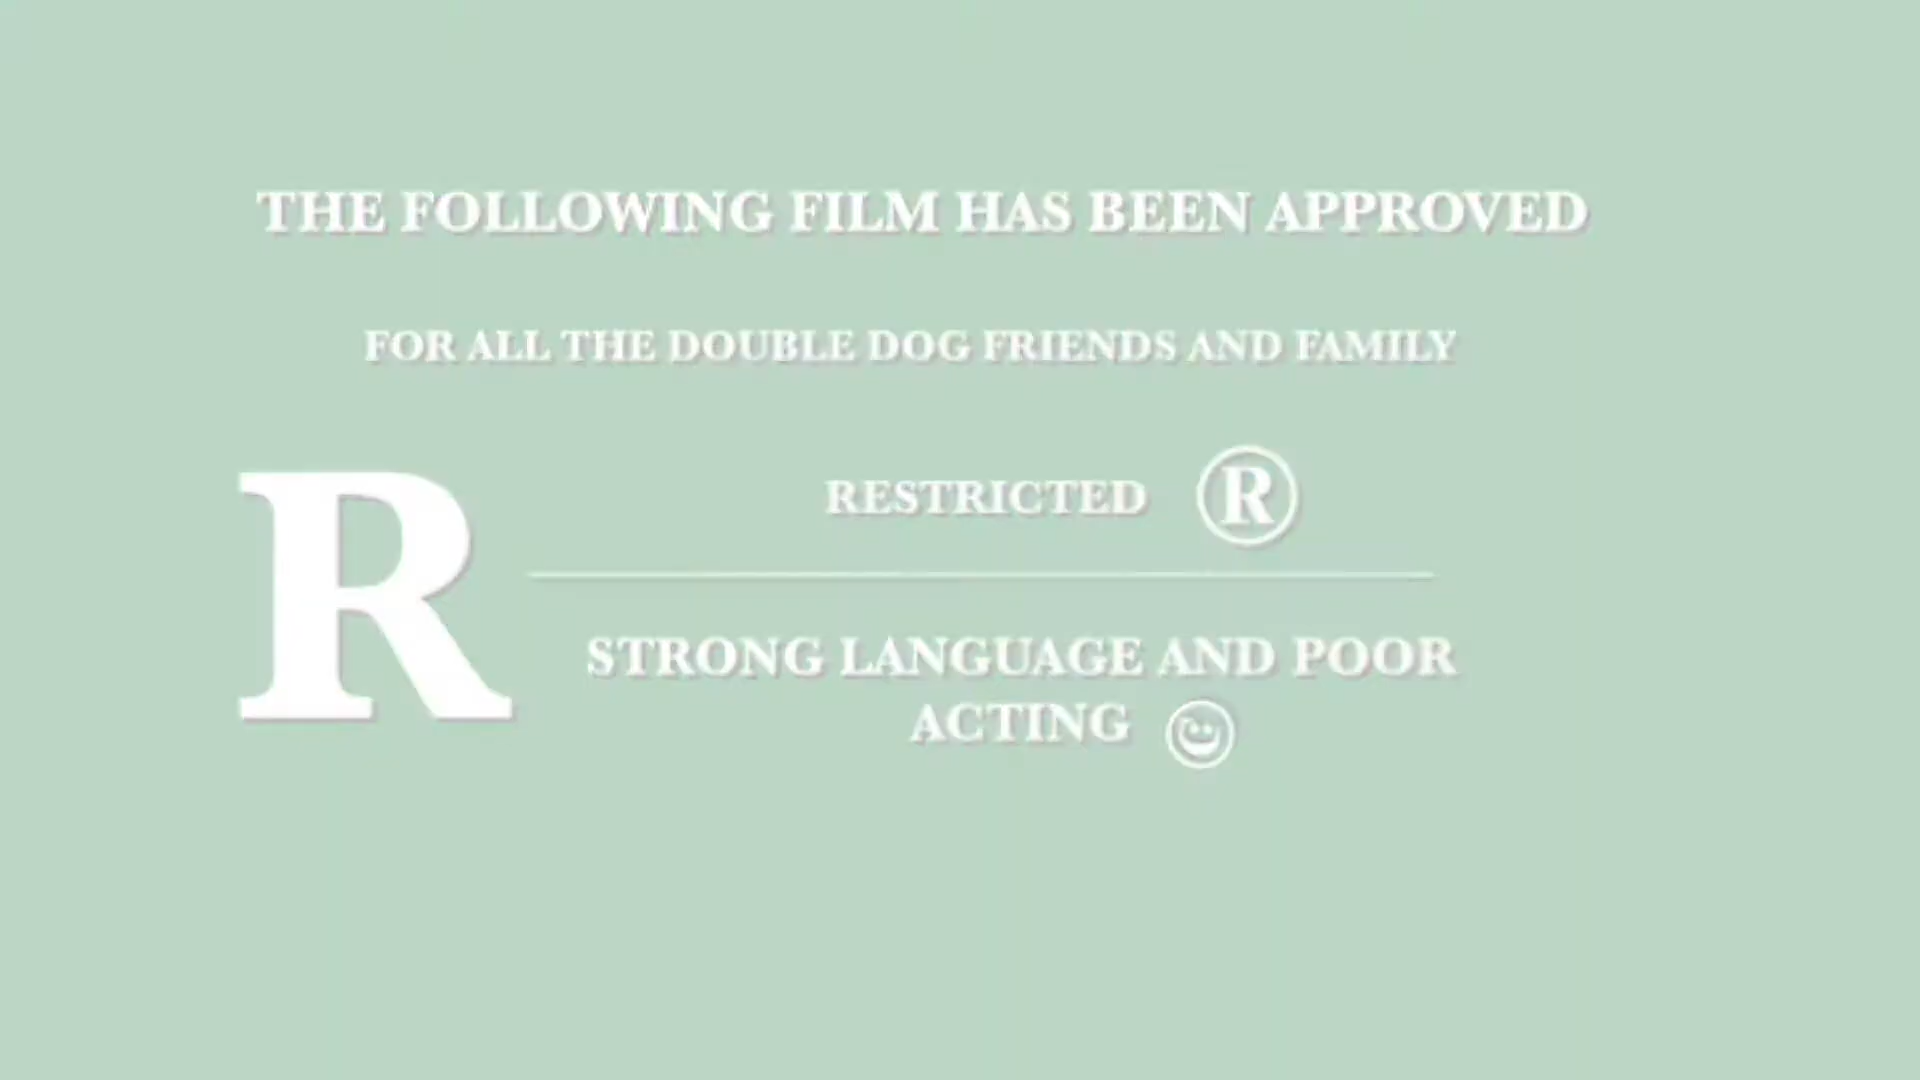 THE FOLLOWING FILM HAS BEEN APPROVED
FOR ALL THE DOUBLE DOG FRIENDS AND FAMILY
R
RESTRICTED ®
STRONG LANGUAGE AND POOR
ACTING